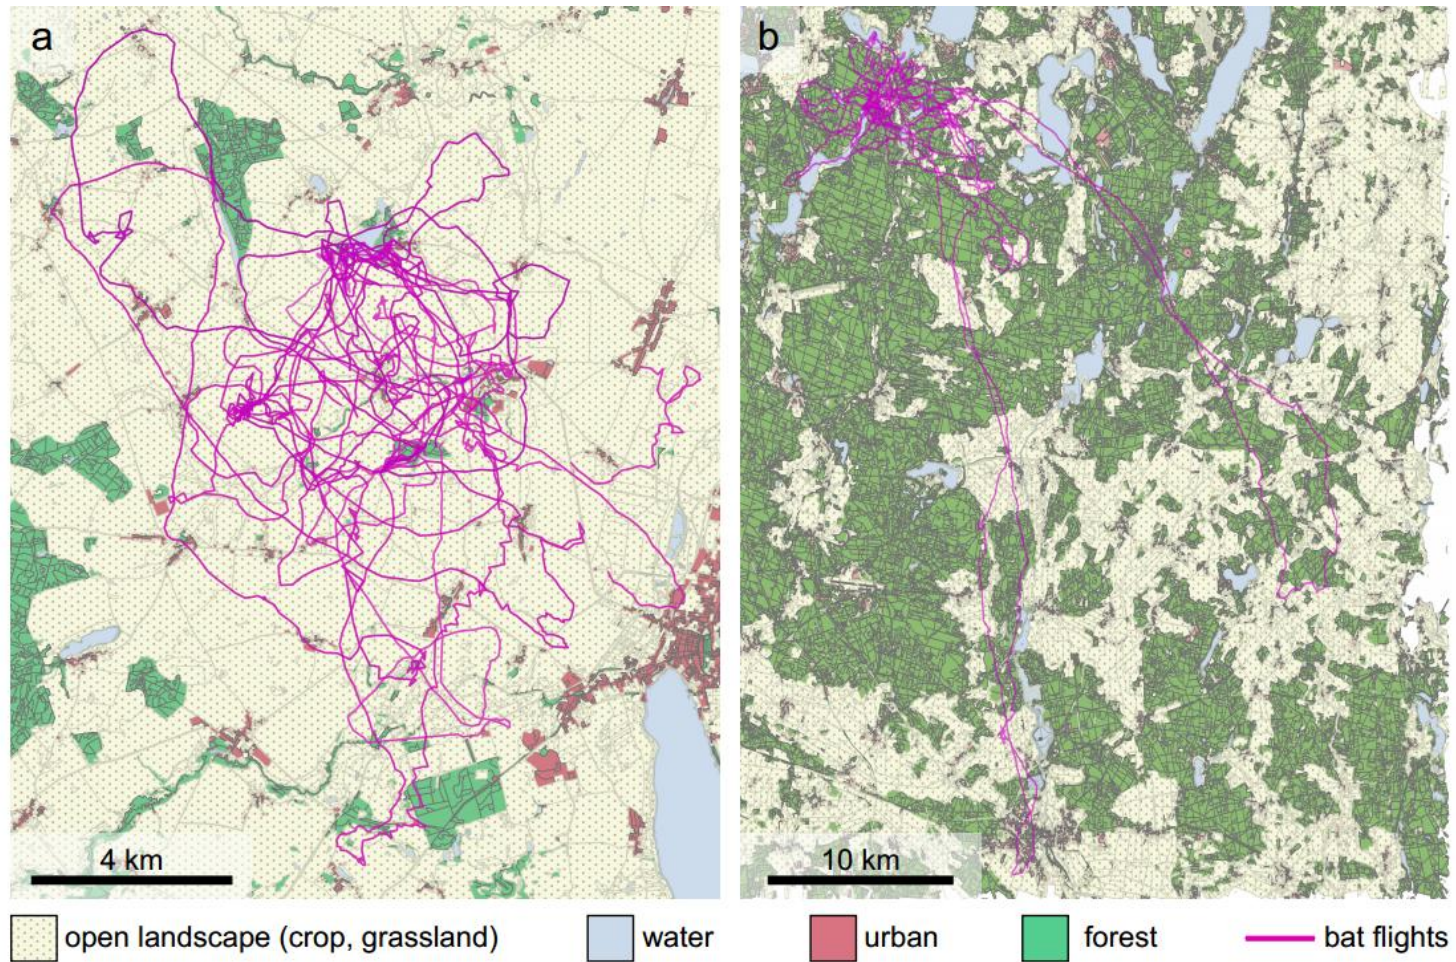 a
b
4 km
10 km
open landscape (crop, grassland)
water
urban
forest
bat flights